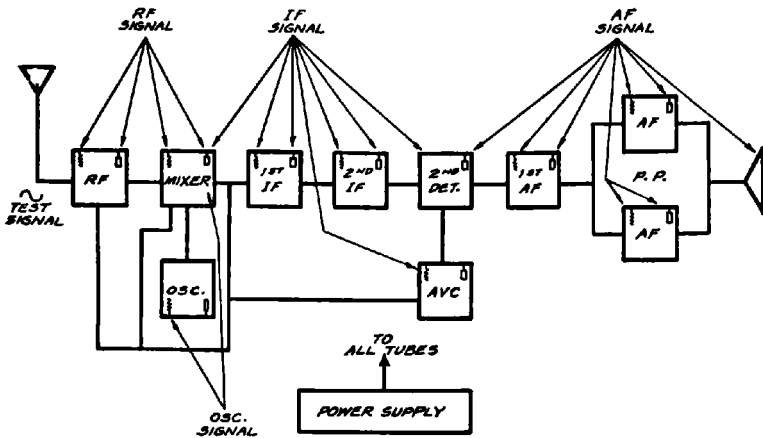 RF
SIGNAL
IF
SIGNAL
AF
SIGNAL
TEST
SIGNAL
RF
MIXER
1ST
IF
2ND
IF
2ND
DET.
1ST
AF
AF
P. P.
AF
OSC.
AVC
TO
ALL TUBES
OSC.
SIGNAL
POWER SUPPLY